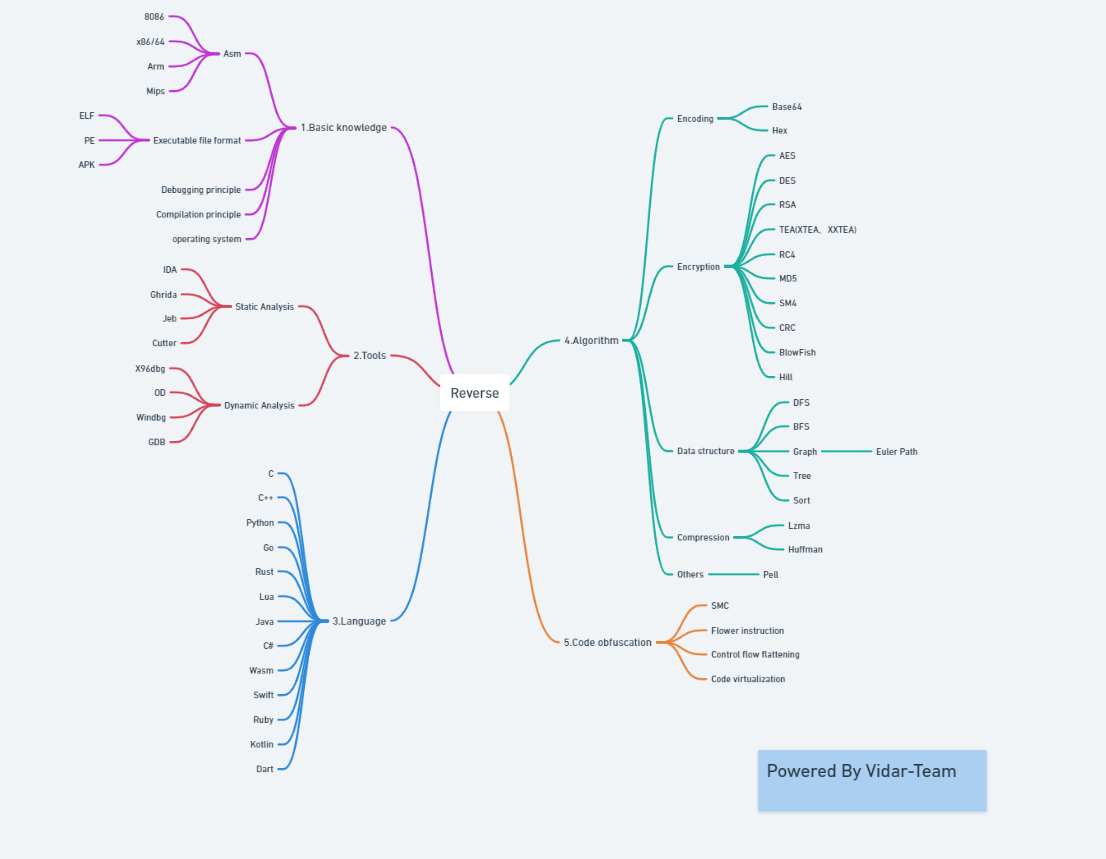 Reverse
1.Basic knowledge
Asm
8086
x86/64
Arm
Mips
Executable file format
ELF
PE
APK
Debugging principle
Compilation principle
operating system
2.Tools
Static Analysis
IDA
Ghrida
Jeb
Cutter
Dynamic Analysis
X96dbg
OD
Windbg
GDB
3.Language
C
C++
Python
Go
Rust
Lua
Java
C#
Wasm
Swift
Ruby
Kotlin
Dart
4.Algorithm
Encoding
Base64
Hex
Encryption
AES
DES
RSA
TEA(XTEA、XXTEA)
RC4
MD5
SM4
CRC
BlowFish
Hill
Data structure
DFS
BFS
Graph
Euler Path
Tree
Sort
Compression
Lzma
Huffman
Others
Pell
5.Code obfuscation
SMC
Flower instruction
Control flow flattening
Code virtualization
Powered By Vidar-Team